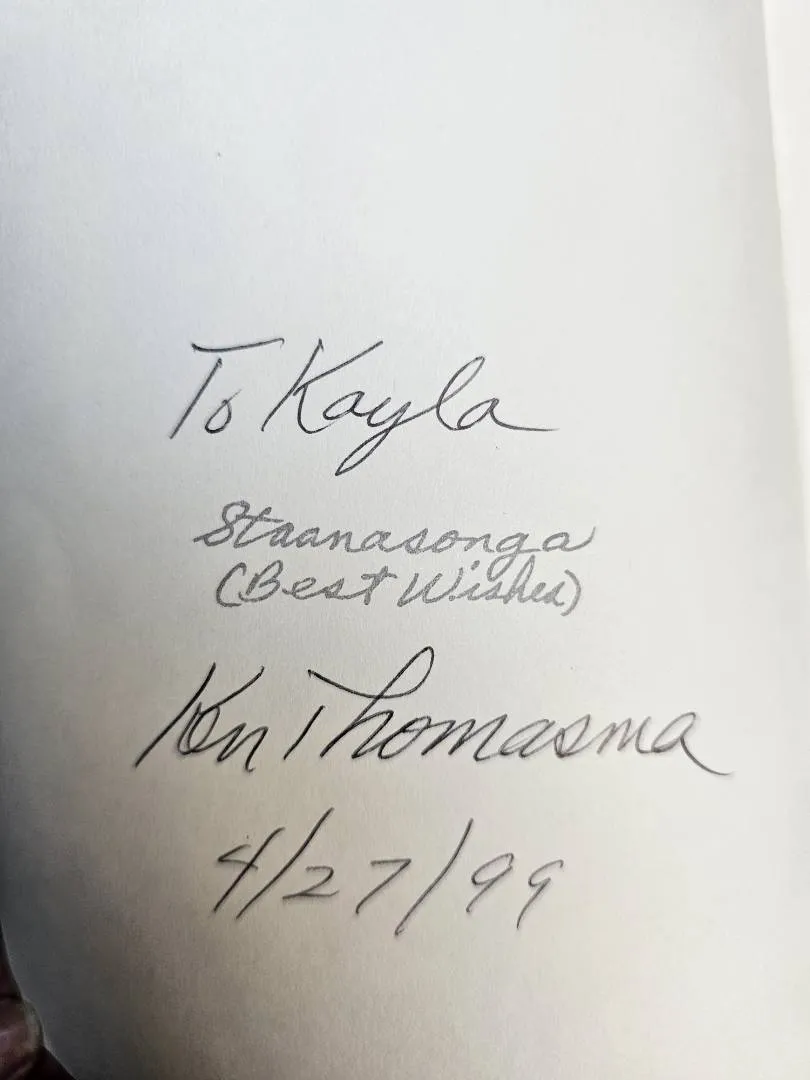 To Kayla
Staanasonga
(Best Wishes)
Ken Thomasma
4/27/99